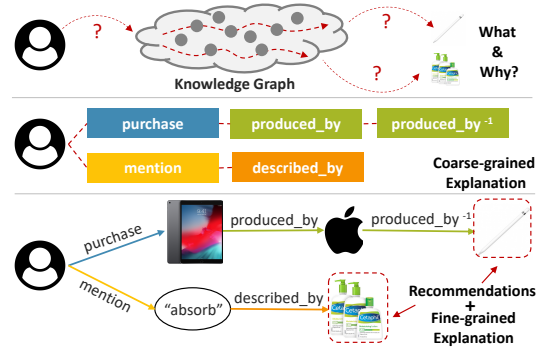 ?
?
?
What
&
Why?
Knowledge Graph
purchase
produced_by
produced_by -1
mention
described_by
Coarse-grained
Explanation
purchase
produced_by
produced_by -1
mention
"absorb"
described_by
Cetaphil
Recommendations
+
Fine-grained
Explanation